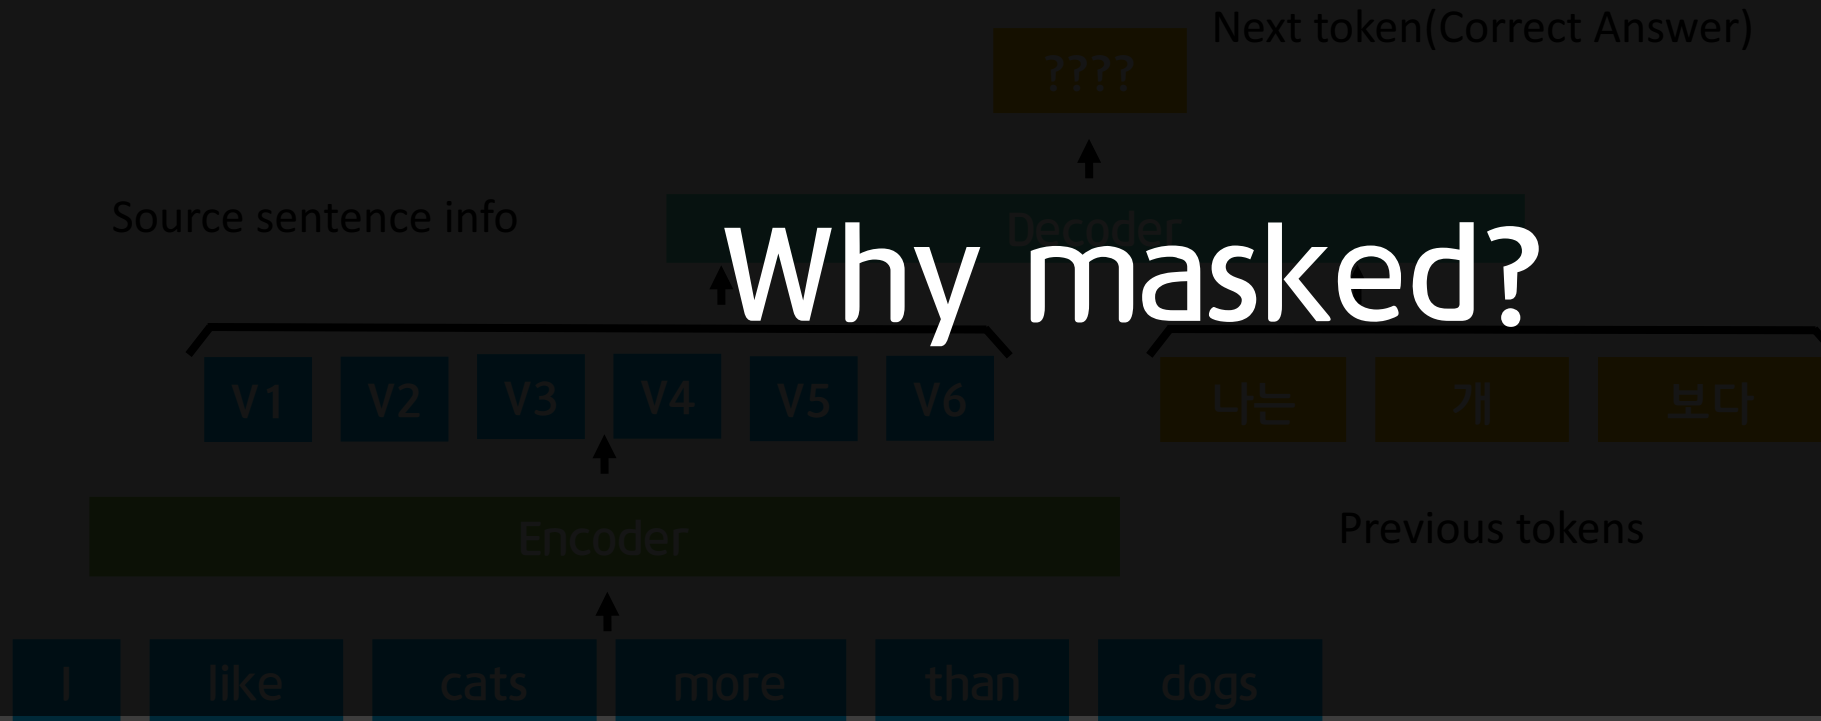 Next token(Correct Answer)
????
Source sentence info
Decoder
Why masked?
V1 V2 V3 V4 V5 V6
나는 개 보다
Encoder
Previous tokens
I like cats more than dogs